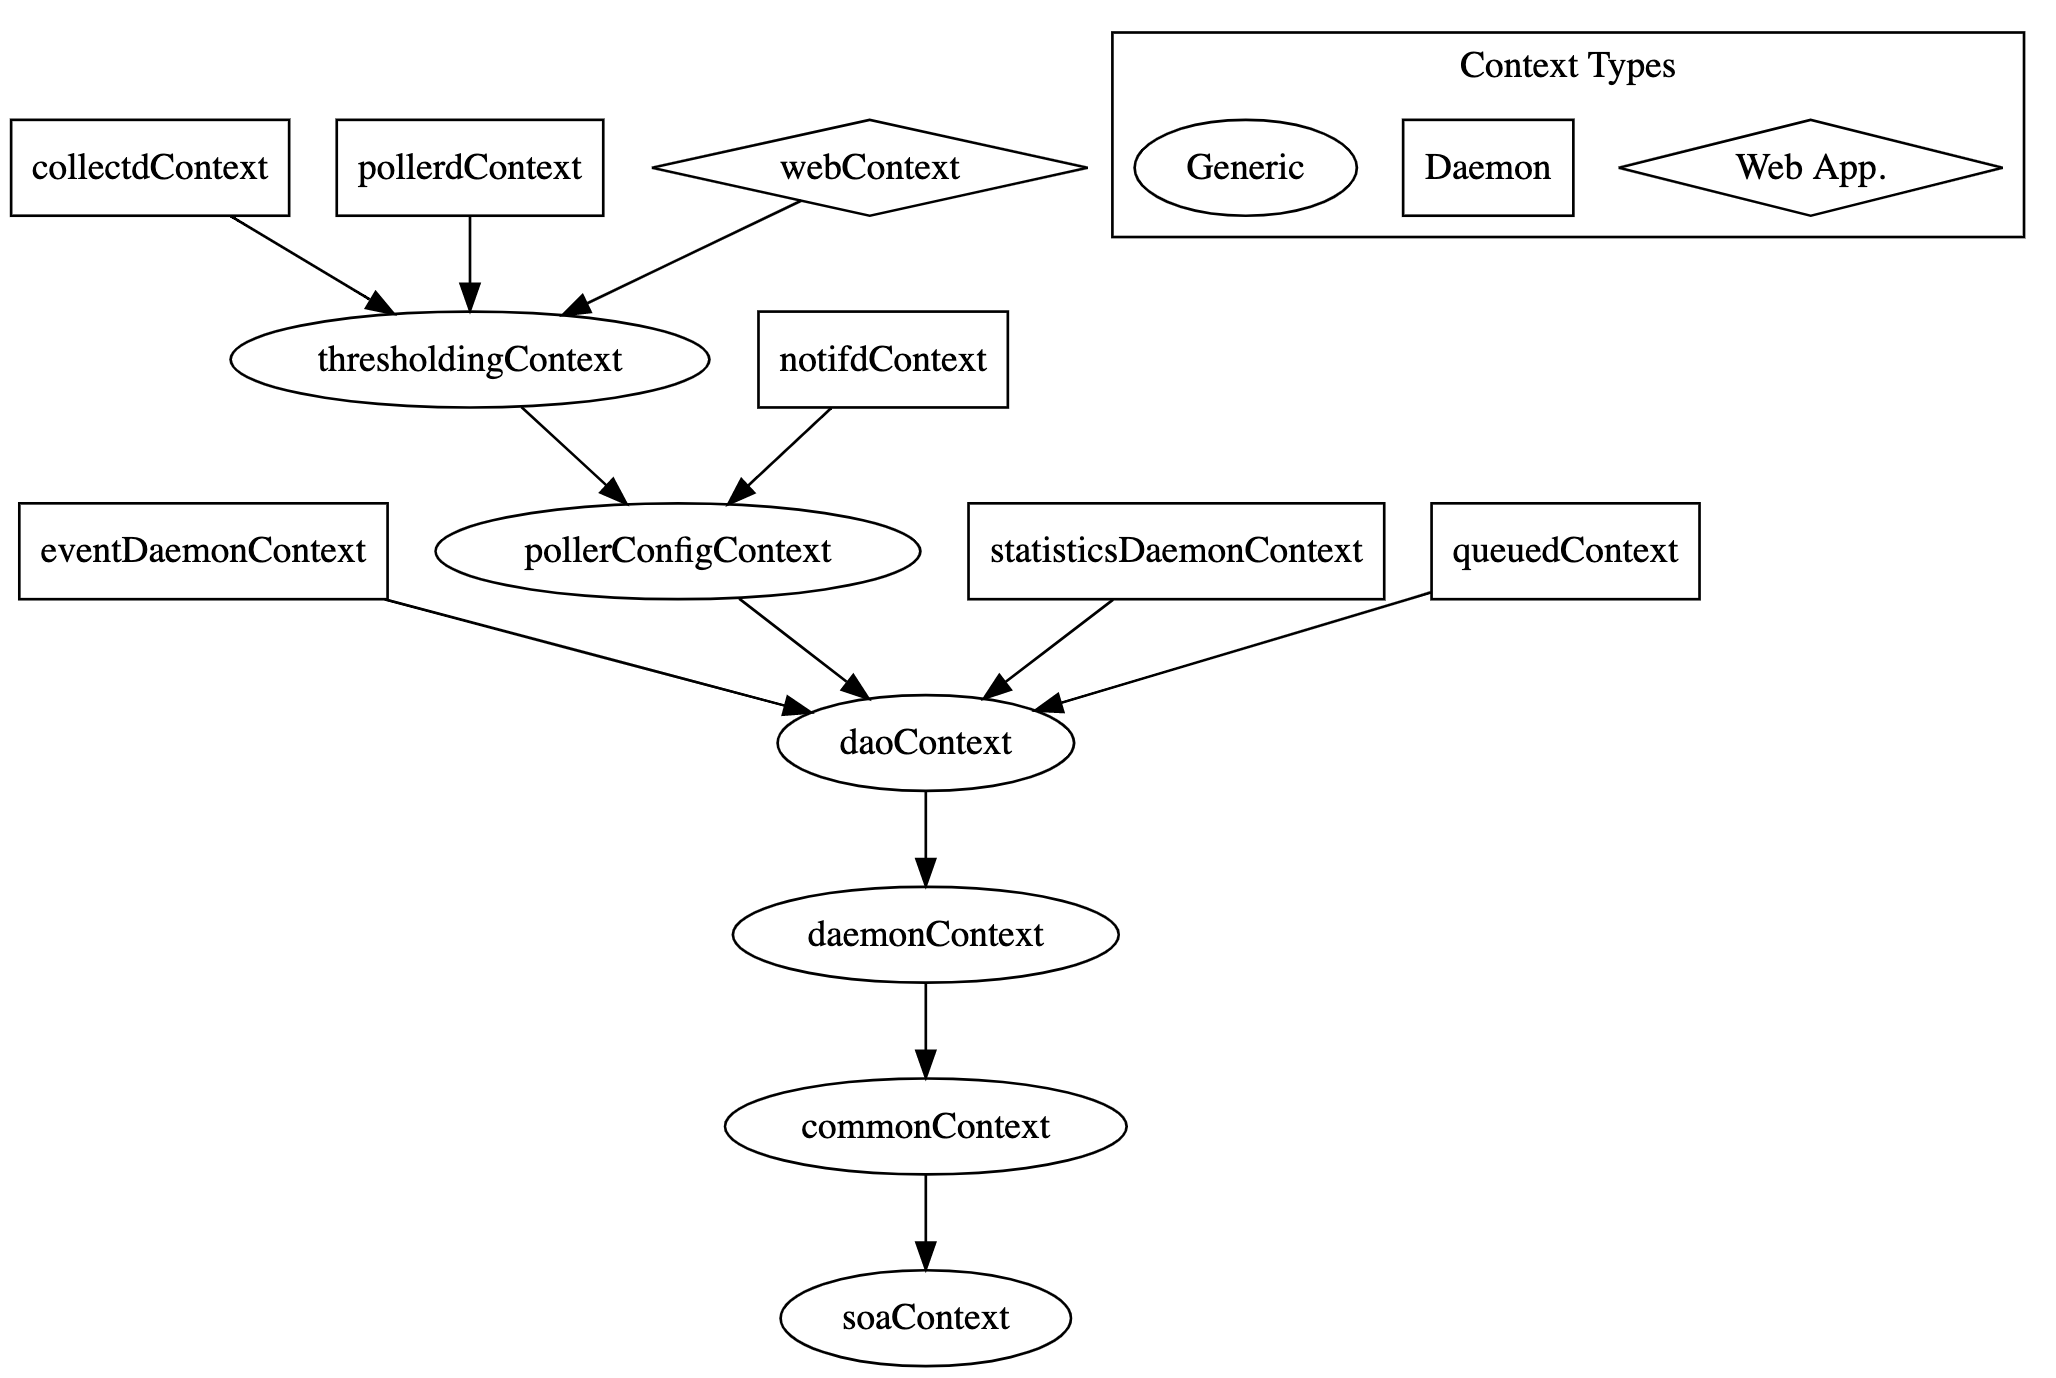 Context Types
collectdContext
pollerdContext
webContext
Generic
Daemon
Web App.
thresholdingContext
notifdContext
eventDaemonContext
pollerConfigContext
statisticsDaemonContext
queuedContext
daoContext
daemonContext
commonContext
soaContext